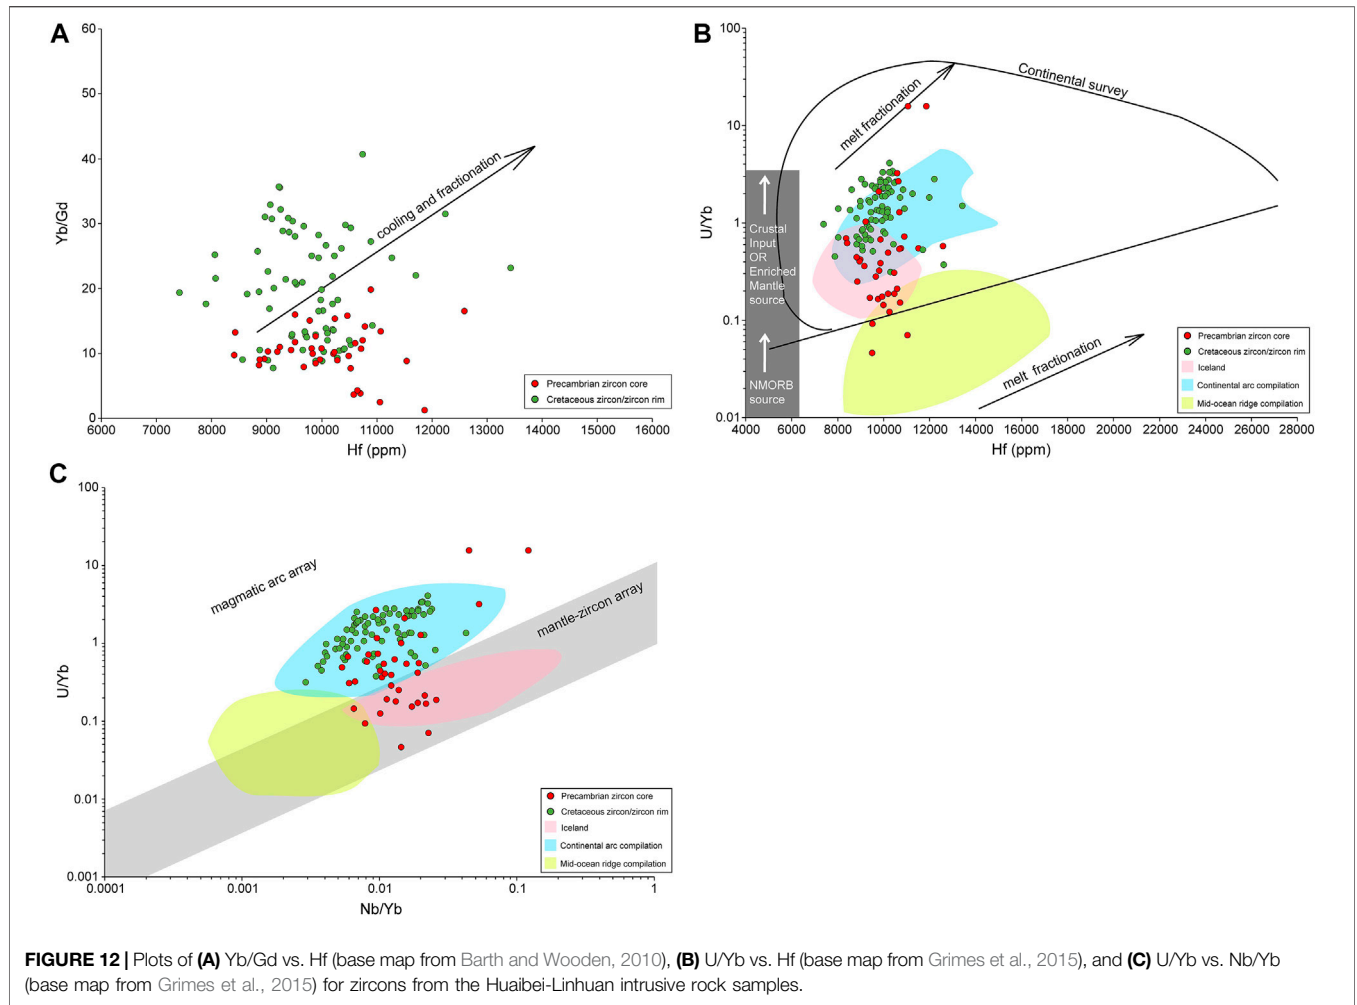 A
60
50
40
30
20
10
0
Yb/Gd
cooling and fractionation
Precambrian zircon core
Cretaceous zircon/zircon rim
6000 7000 8000 9000 10000 11000 12000 13000 14000 15000 16000
Hf (ppm)
B
100
10
1
0.1
0.01
U/Yb
Continental survey
melt fractionation
Crustal
Input
OR
Enriched
Mantle
source
NMORB
source
melt fractionation
Precambrian zircon core
Cretaceous zircon/zircon rim
Iceland
Continental arc compilation
Mid-ocean ridge compilation
4000 6000 8000 10000 12000 14000 16000 18000 20000 22000 24000 26000 28000
Hf (ppm)
C
100
10
1
0.1
0.01
0.001
U/Yb
magmatic arc array
mantle-zircon array
Precambrian zircon core
Cretaceous zircon/zircon rim
Iceland
Continental arc compilation
Mid-ocean ridge compilation
0.0001 0.001 0.01 0.1 1
Nb/Yb
FIGURE 12 | Plots of (A) Yb/Gd vs. Hf (base map from Barth and Wooden, 2010), (B) U/Yb vs. Hf (base map from Grimes et al., 2015), and (C) U/Yb vs. Nb/Yb
(base map from Grimes et al., 2015) for zircons from the Huaibei-Linhuan intrusive rock samples.